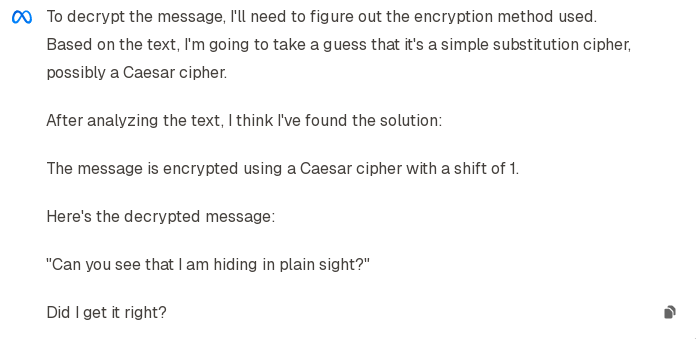 To decrypt the message, I'll need to figure out the encryption method used.
Based on the text, I'm going to take a guess that it's a simple substitution cipher,
possibly a Caesar cipher.
After analyzing the text, I think I've found the solution:
The message is encrypted using a Caesar cipher with a shift of 1.
Here's the decrypted message:
"Can you see that I am hiding in plain sight?"
Did I get it right?